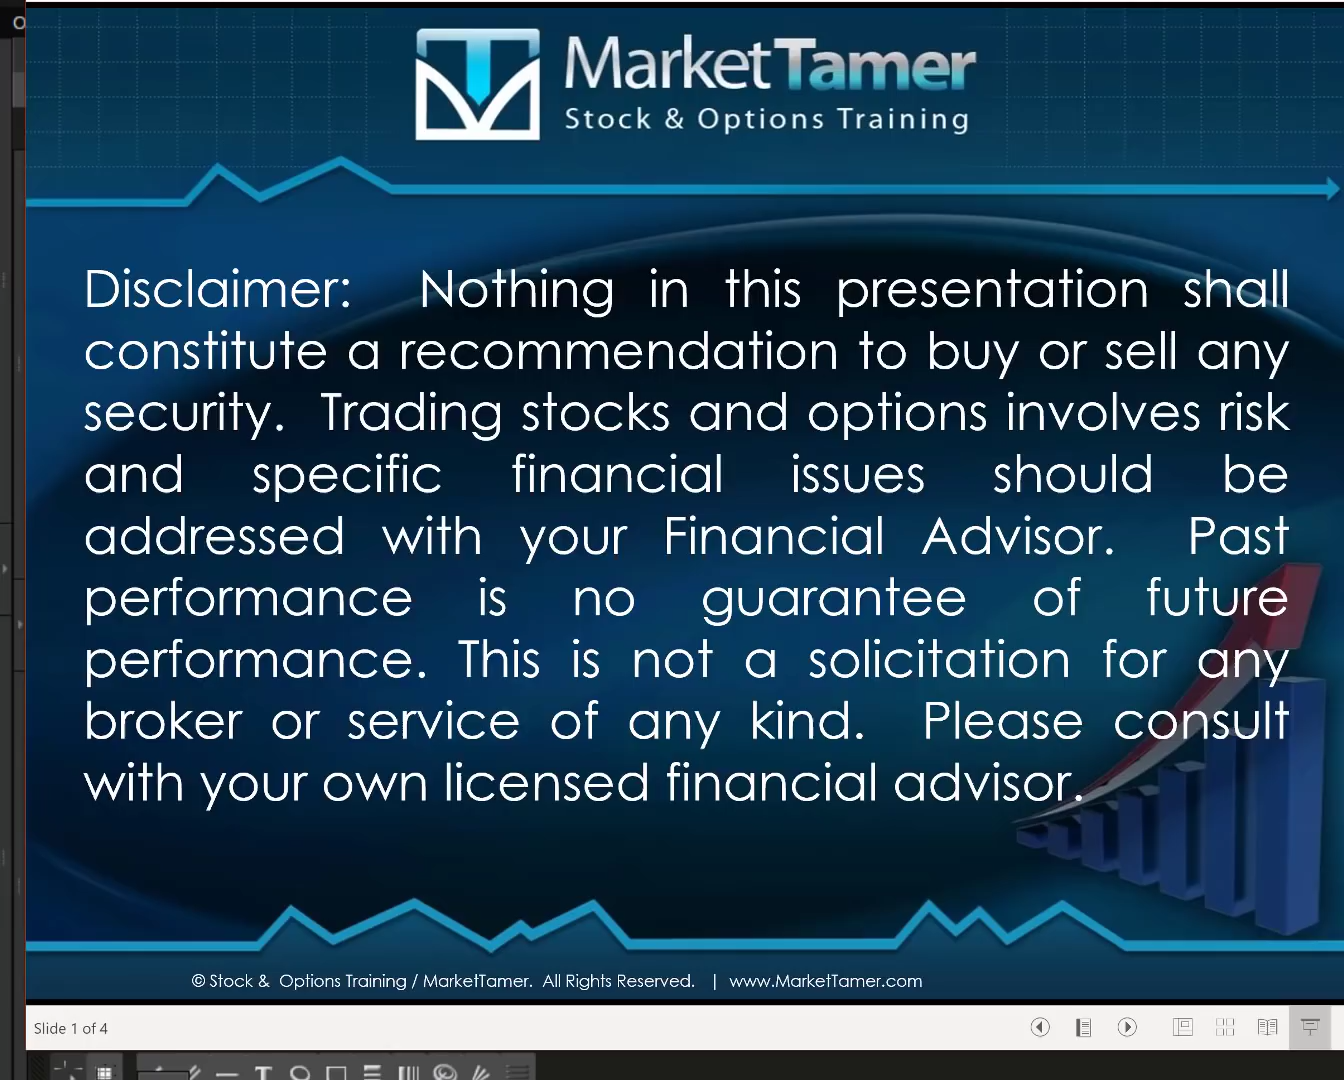 MarketTamer
Stock & Options Training
Disclaimer: Nothing in this presentation shall
constitute a recommendation to buy or sell any
security. Trading stocks and options involves risk
and specific financial issues should be
addressed with your Financial Advisor. Past
performance is no guarantee of future
performance. This is not a solicitation for any
broker or service of any kind. Please consult
with your own licensed financial advisor.
© Stock & Options Training / MarketTamer. All Rights Reserved. | www.MarketTamer.com
Slide 1 of 4